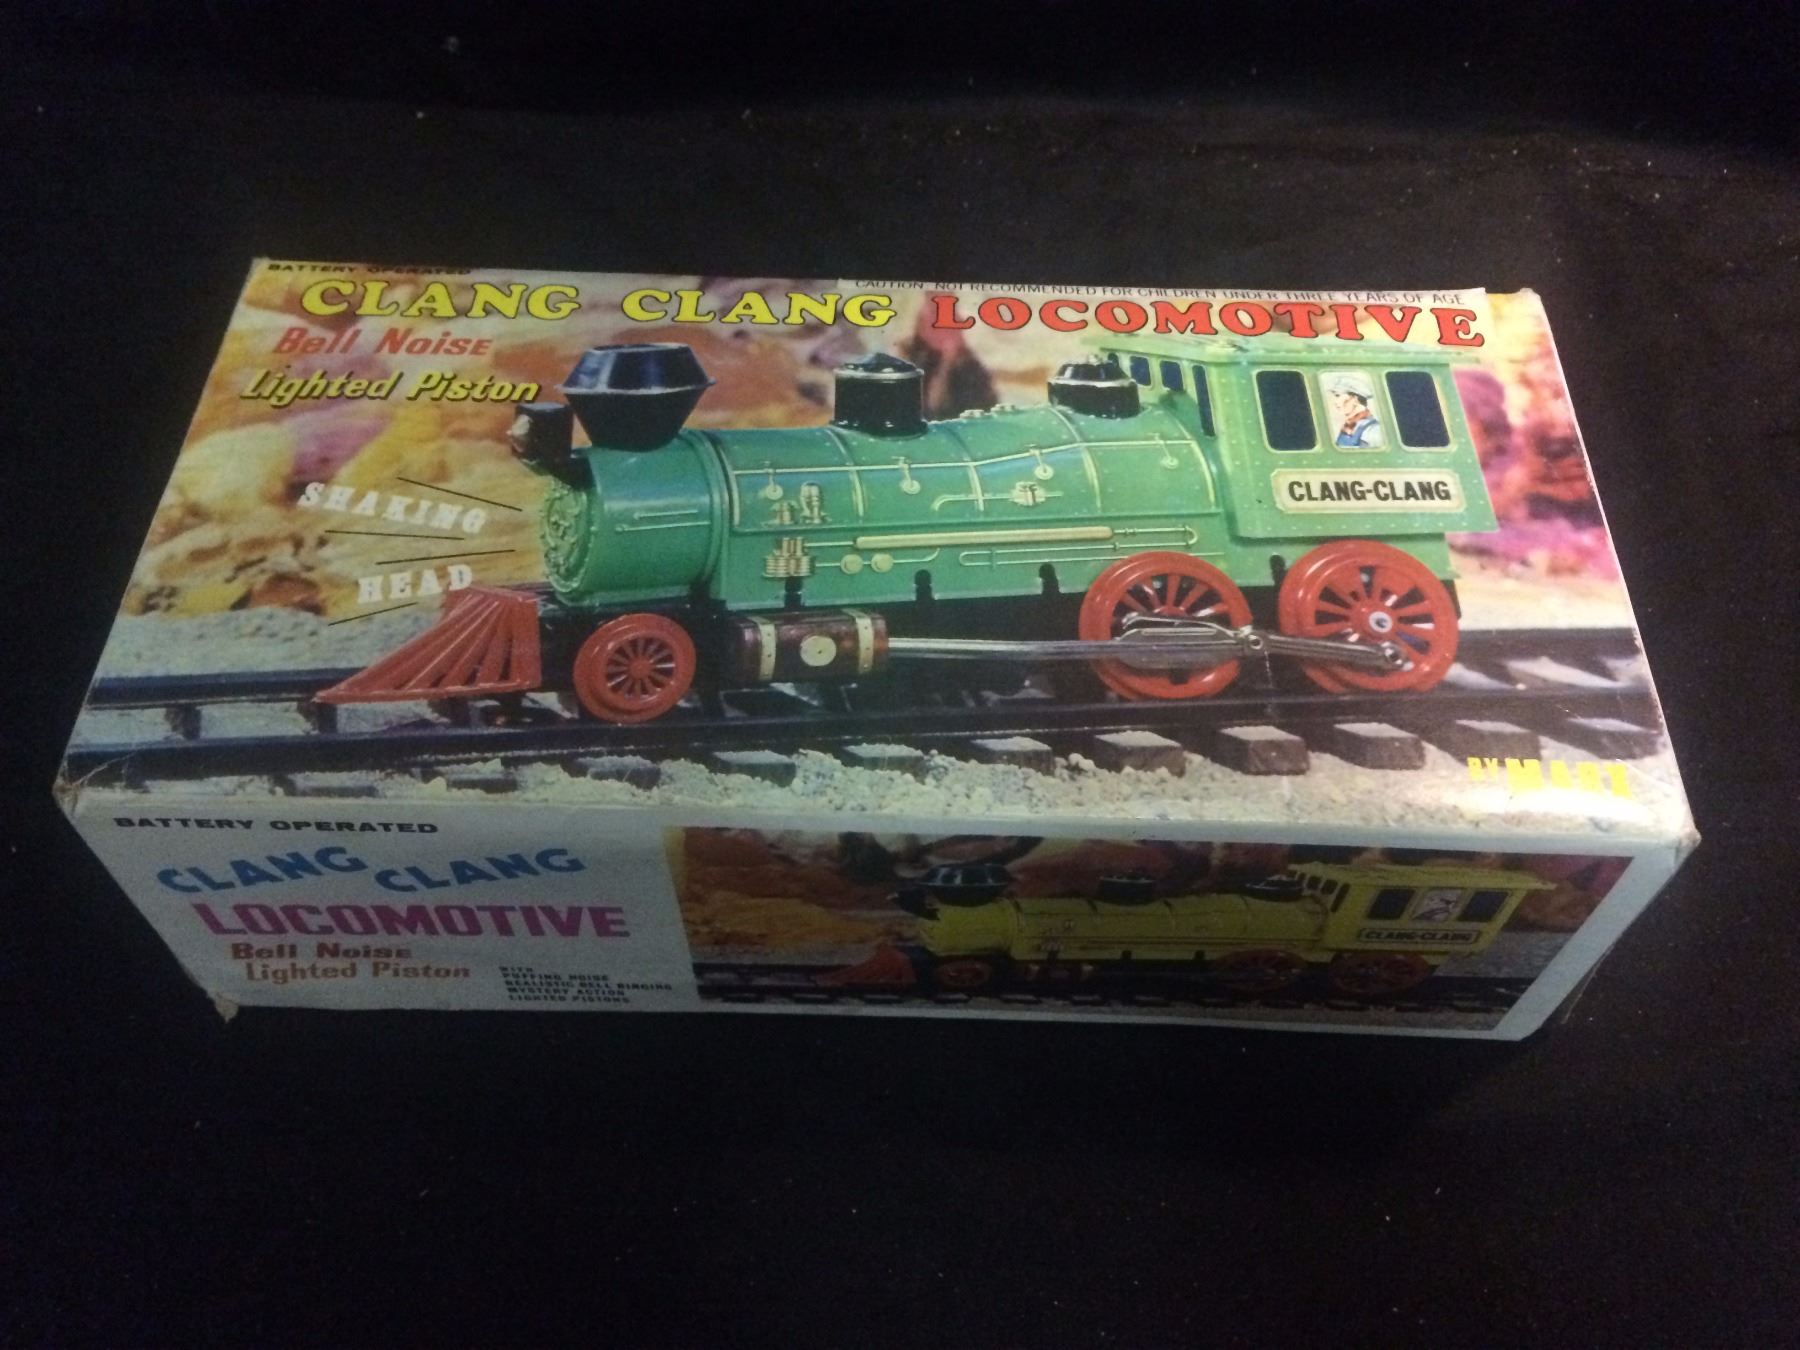 BATTERY OPERATED
CAUTION: NOT RECOMMENDED FOR CHILDREN UNDER THREE YEARS OF AGE
CLANG CLANG LOCOMOTIVE
Bell Noise
Lighted Piston
SHAKING
HEAD
CLANG-CLANG
BY MARX
BATTERY OPERATED
CLANG CLANG
LOCOMOTIVE
Bell Noise
Lighted Piston
WITH
PUFFING NOISE
REALISTIC BELL RINGING
MYSTERY ACTION
LIGHTED PISTONS
CLANG-CLANG